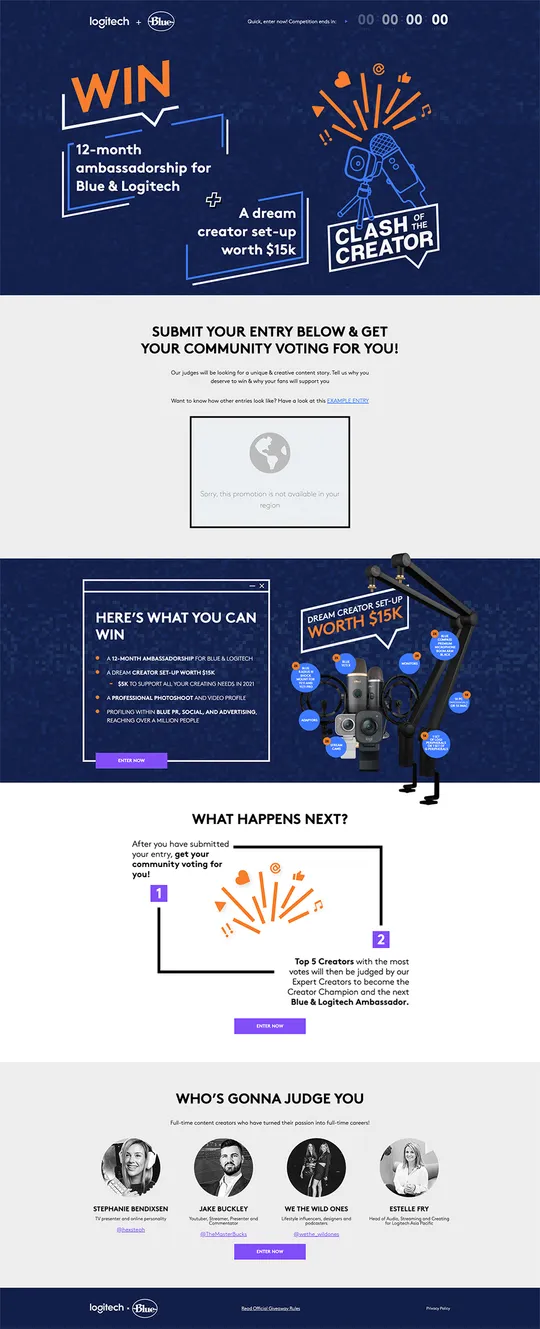 logitech + Blue
Quick, enter now! Competition ends in:
00 : 00 : 00 : 00
WIN
12-month
ambassadorship for
Blue & Logitech
A dream
creator set-up
worth $15k
CLASH OF THE
CREATOR
SUBMIT YOUR ENTRY BELOW & GET
YOUR COMMUNITY VOTING FOR YOU!
Our judges will be looking for a unique & creative content story. Tell us why you
deserve to win & why your fans will support you
Want to know how other entries look like? Have a look at this EXAMPLE ENTRY
Sorry, this promotion is not available in your
region
HERE'S WHAT YOU CAN
WIN
A 12-MONTH AMBASSADORSHIP FOR BLUE & LOGITECH
A DREAM CREATOR SET-UP WORTH $15K
– $5K TO SUPPORT ALL YOUR CREATING NEEDS IN 2021
A PROFESSIONAL PHOTOSHOOT AND VIDEO PROFILE
PROFILING WITHIN BLUE PR, SOCIAL, AND ADVERTISING,
REACHING OVER A MILLION PEOPLE
ENTER NOW
DREAM CREATOR SET-UP
WORTH $15K
BLUE
COMPASS
PREMIUM
MICROPHONE
BOOM ARM
BLACK
MONITORS
ADAPTORS
STREAM
CAMS
WHAT HAPPENS NEXT?
After you have submitted
your entry, get your
community voting for
you!
1
2
Top 5 Creators with the most
votes will then be judged by our
Expert Creators to become the
Creator Champion and the next
Blue & Logitech Ambassador.
ENTER NOW
WHO'S GONNA JUDGE YOU
Full-time content creators who have turned their passion into full-time careers!
STEPHANIE BENDIXSEN
TV presenter and online personality
@hexsteph
JAKE BUCKLEY
Youtuber, Streamer, Presenter and
Commentator
@TheMasterBucks
WE THE WILD ONES
Lifestyle influencers, designers and
podcasters
@wethe_wildones
ESTELLE FRY
Head of Audio, Streaming and Creating
for Logitech Asia Pacific
ENTER NOW
logitech + Blue
Read Official Giveaway Rules
Privacy Policy